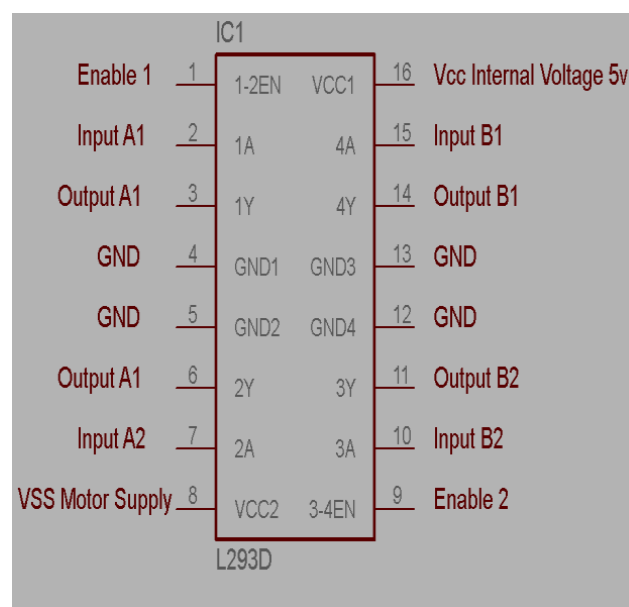 IC1
Enable 1 1 1-2EN VCC1 16 Vcc Internal Voltage 5v
Input A1 2 1A 4A 15 Input B1
Output A1 3 1Y 4Y 14 Output B1
GND 4 GND1 GND3 13 GND
GND 5 GND2 GND4 12 GND
Output A1 6 2Y 3Y 11 Output B2
Input A2 7 2A 3A 10 Input B2
VSS Motor Supply 8 VCC2 3-4EN 9 Enable 2
L293D